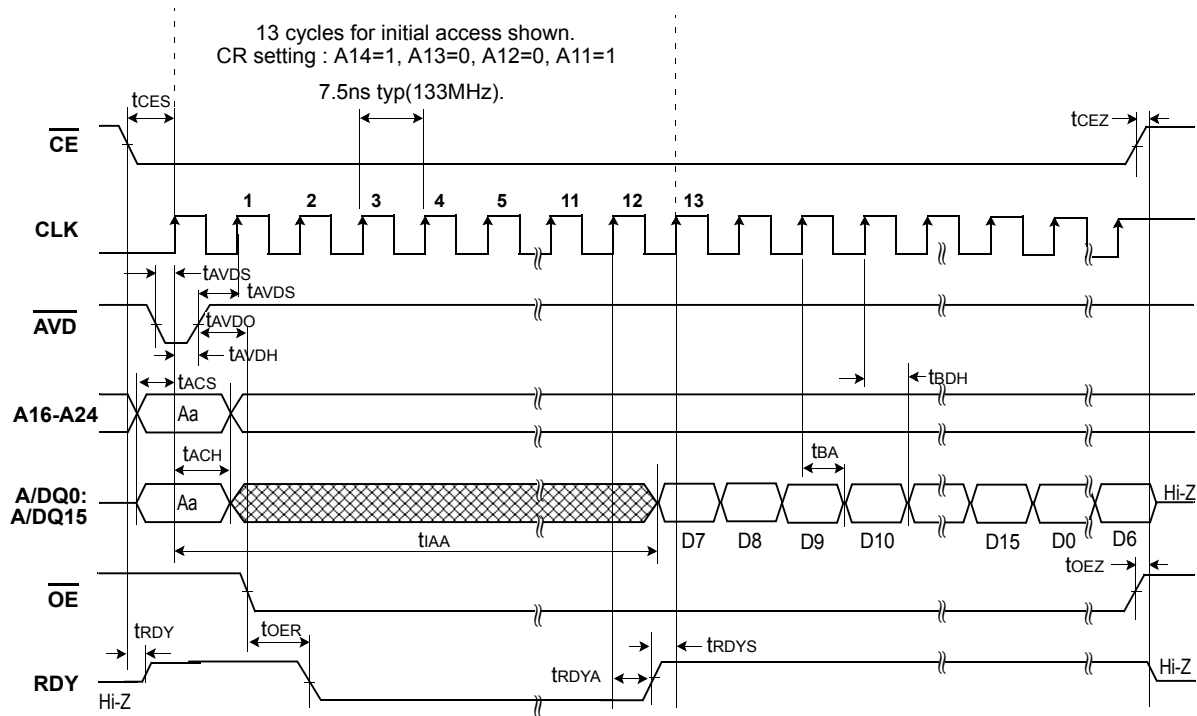 13 cycles for initial access shown.
CR setting : A14=1, A13=0, A12=0, A11=1
7.5ns typ(133MHz).
tCES
tCEZ
CE
1 2 3 4 5 11 12 13
CLK
tAVDS
tAVDS
AVD
tAVDO
tAVDH
tACS
tBDH
A16-A24
Aa
tACH
tBA
A/DQ0:
A/DQ15
Aa
Hi-Z
tIAA
D7 D8 D9 D10 D15 D0 D6
tOEZ
OE
tRDY
tOER
tRDYS
tRDYA
RDY
Hi-Z
Hi-Z